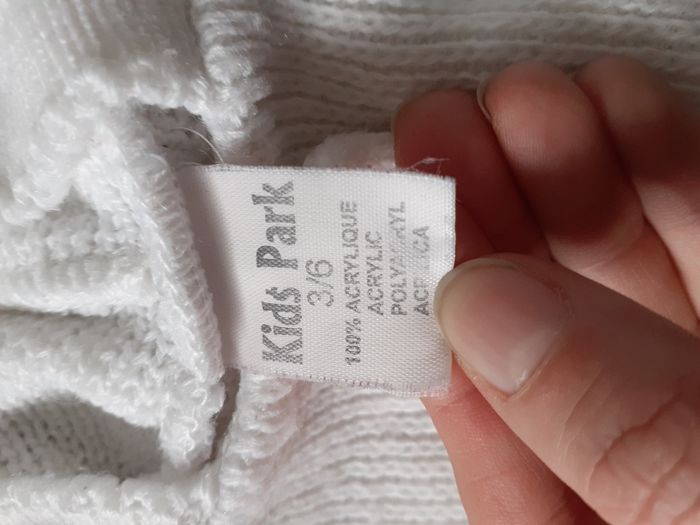 Kids Park
3/6
100% ACRYLIQUE
ACRYLIC